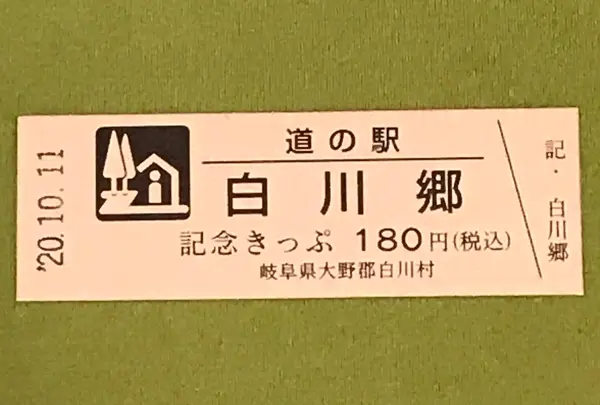 '20.10.11
道の駅
白川郷
記念きっぷ 180円(税込)
岐阜県大野郡白川村
記・白川郷